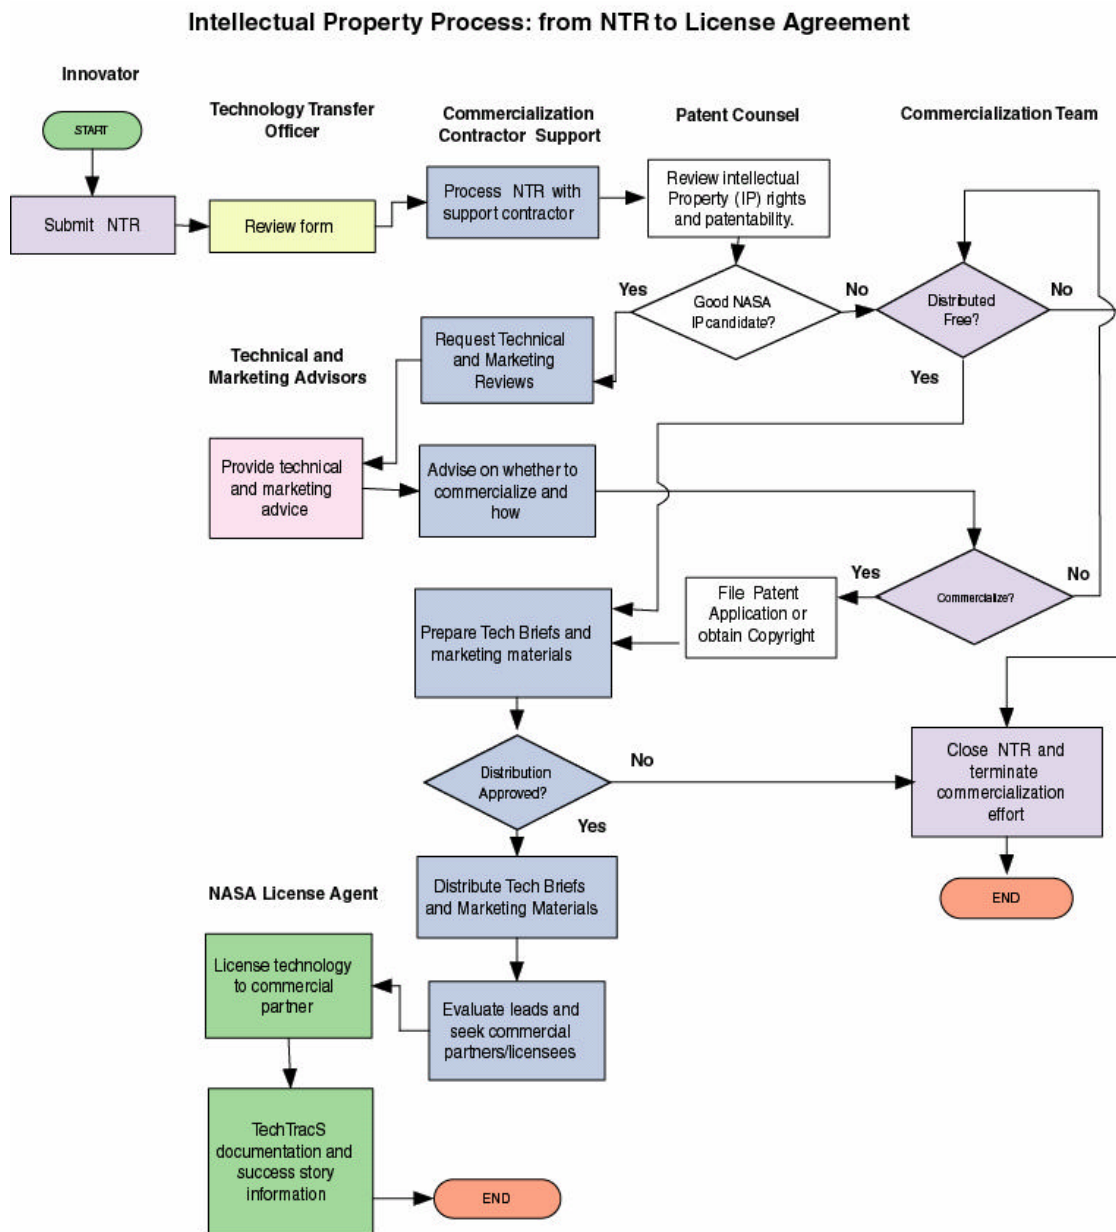 Intellectual Property Process: from NTR to License Agreement
Innovator
START
Submit NTR
Technology Transfer
Officer
Review form
Commercialization
Contractor Support
Process NTR with
support contractor
Patent Counsel
Review intellectual
Property (IP) rights
and patentability.
Commercialization Team
Good NASA
IP candidate?
Yes
No
Distributed
Free?
No
Yes
Request Technical
and Marketing
Reviews
Technical and
Marketing Advisors
Provide technical
and marketing
advice
Advise on whether to
commercialize and
how
Commercialize?
Yes
No
File Patent
Application or
obtain Copyright
Prepare Tech Briefs and
marketing materials
Distribution
Approved?
No
Yes
Close NTR and
terminate
commercialization
effort
END
Distribute Tech Briefs
and Marketing Materials
NASA License Agent
License technology
to commercial
partner
Evaluate leads and
seek commercial
partners/licensees
TechTracS
documentation and
success story
information
END